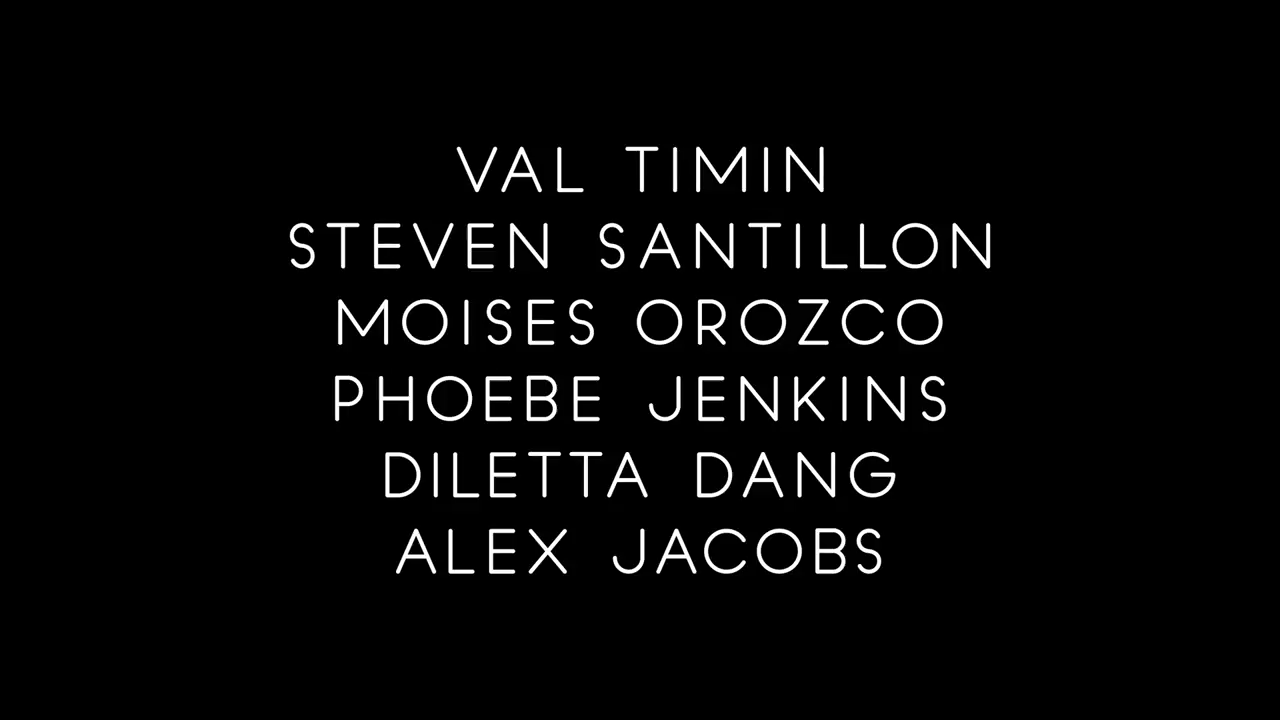 VAL TIMIN
STEVEN SANTILLON
MOISES OROZCO
PHOEBE JENKINS
DILETTA DANG
ALEX JACOBS